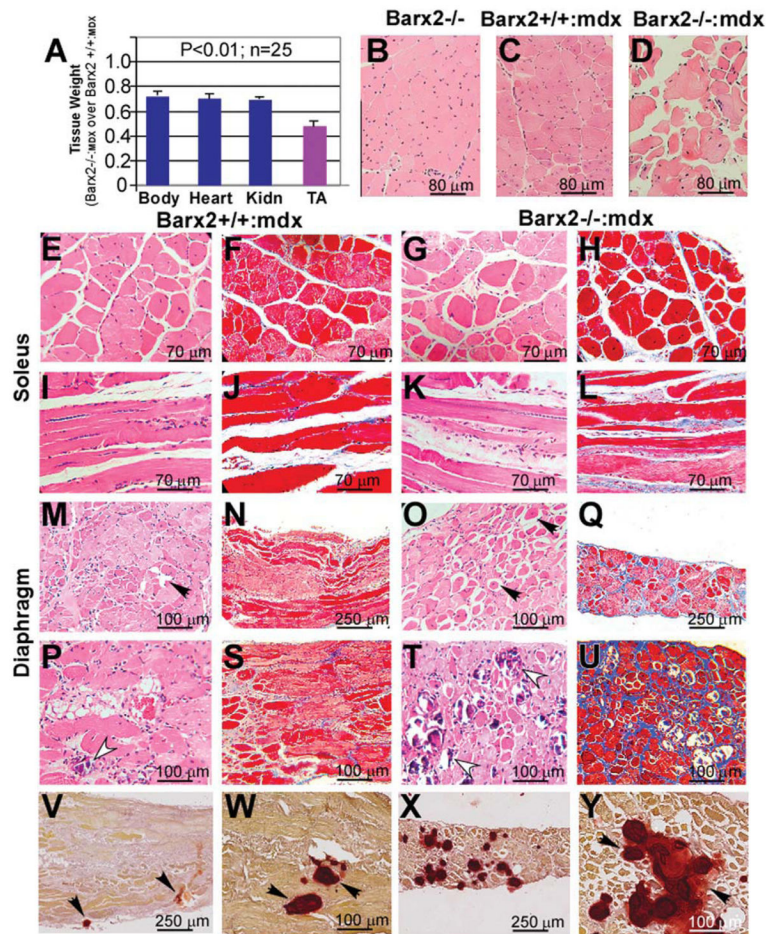 A
P<0.01; n=25
Tissue Weight
(Barx2-/-:MDX over Barx2 +/+:MDX
1.0
0.8
0.6
0.4
0.2
0
Body Heart Kidn TA
Barx2-/- Barx2+/+:mdx Barx2-/-:mdx
B C D
80 µm 80 µm 80 µm
Barx2+/+:mdx Barx2-/-:mdx
Soleus
E F G H
70 µm 70 µm 70 µm 70 µm
I J K L
70 µm 70 µm 70 µm 70 µm
Diaphragm
M N O Q
100 µm 250 µm 100 µm 250 µm
P S T U
100 µm 100 µm 100 µm 100 µm
V W X Y
250 µm 100 µm 250 µm 100 µm